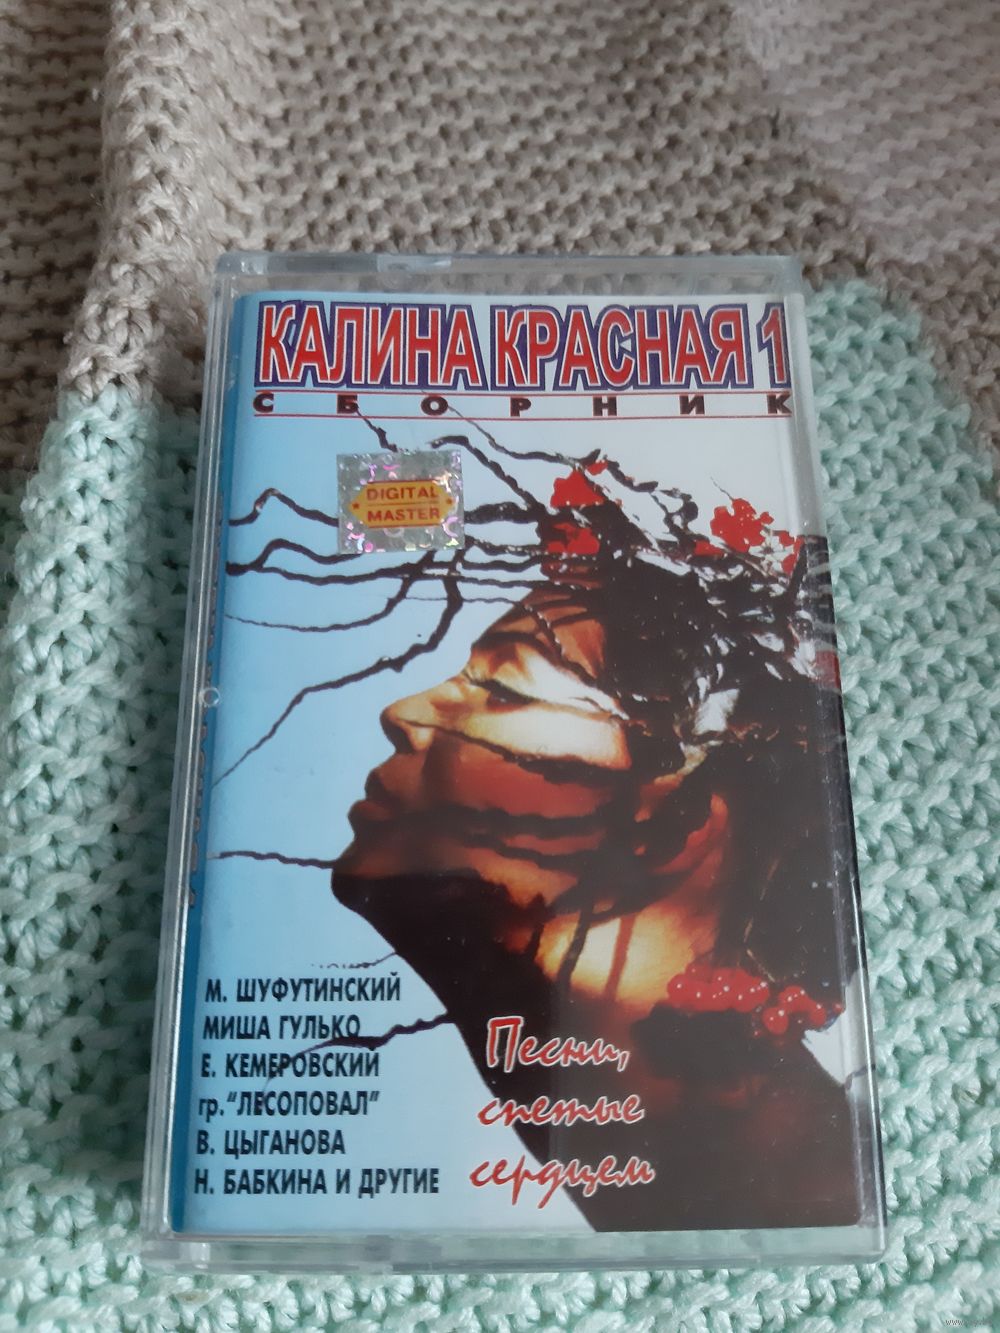 КАЛИНА КРАСНАЯ 1
СБОРНИК
DIGITAL
MASTER
М. ШУФУТИНСКИЙ
МИША ГУЛЬКО
Е. КЕМЕРОВСКИЙ
гр."ЛЕСОПОВАЛ"
В. ЦЫГАНОВА
Н. БАБКИНА И ДРУГИЕ
Песни,
спетые
сердцем